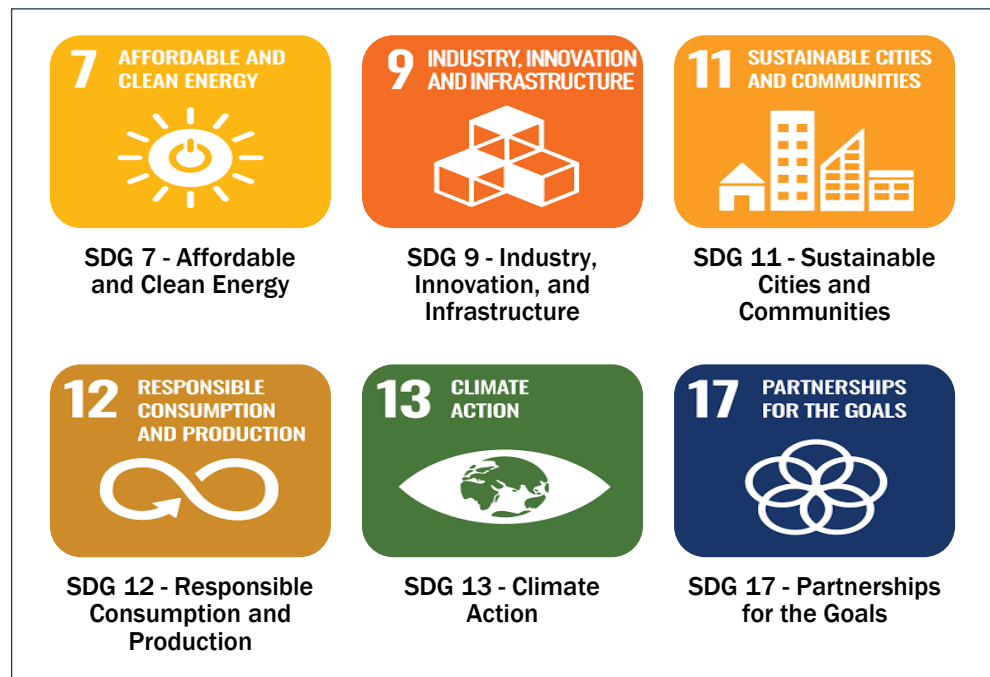 7 AFFORDABLE AND
CLEAN ENERGY
9 INDUSTRY, INNOVATION
AND INFRASTRUCTURE
11 SUSTAINABLE CITIES
AND COMMUNITIES
SDG 7 - Affordable
and Clean Energy
SDG 9 - Industry,
Innovation, and
Infrastructure
SDG 11 - Sustainable
Cities and
Communities
12 RESPONSIBLE
CONSUMPTION
AND PRODUCTION
13 CLIMATE
ACTION
17 PARTNERSHIPS
FOR THE GOALS
SDG 12 - Responsible
Consumption and
Production
SDG 13 - Climate
Action
SDG 17 - Partnerships
for the Goals